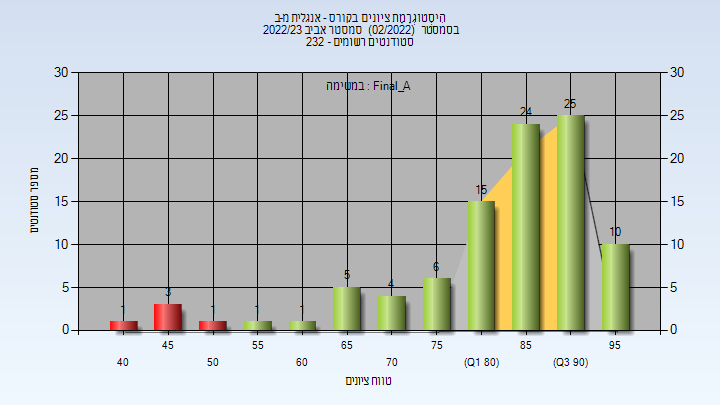 היסטוגרמת ציונים בקורס - אנגלית מ-ב
בסמסטר (02/2022) סמסטר אביב 2022/23
סטודנטים רשומים - 232
במשימה : Final_A
מספר סטודנטים
30 25 20 15 10 5 0
30 25 20 15 10 5 0
1 3 1 1 1 5 4 6 15 24 25 10
40 45 50 55 60 65 70 75 (Q1 80) 85 (Q3 90) 95
טווח ציונים